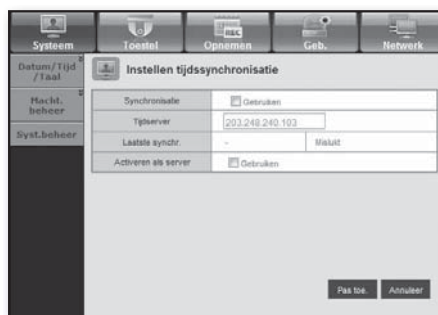 Systeem
Toestel
REC
Opnemen
Geb.
Netwerk
Datum/Tijd
/Taal
Macht.
beheer
Syst.beheer
Instellen tijdssynchronisatie
Synchronisatie
Gebruiken
Tijdserver
203.248.240.103
Laatste synchr.
-
Mislukt
Activeren als server
Gebruiken
Pas toe.
Annuleer